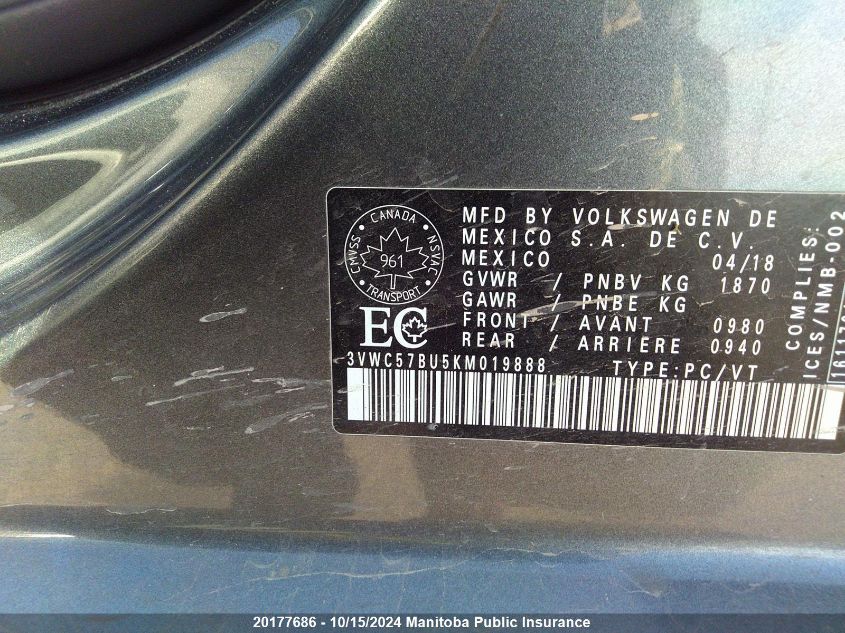 CMVSS CANADA NSVAC
961
TRANSPORT
EC
MFD BY VOLKSWAGEN DE
MEXICO S.A. DE C.V.
MEXICO 04/18
GVWR / PNBV KG 1870
GAWR / PNBE KG
FRONT / AVANT 0980
REAR / ARRIERE 0940
3VWC57BU5KM019888 TYPE:PC/VT
COMPLIES:
ICES/NMB-002
20177686 - 10/15/2024 Manitoba Public Insurance